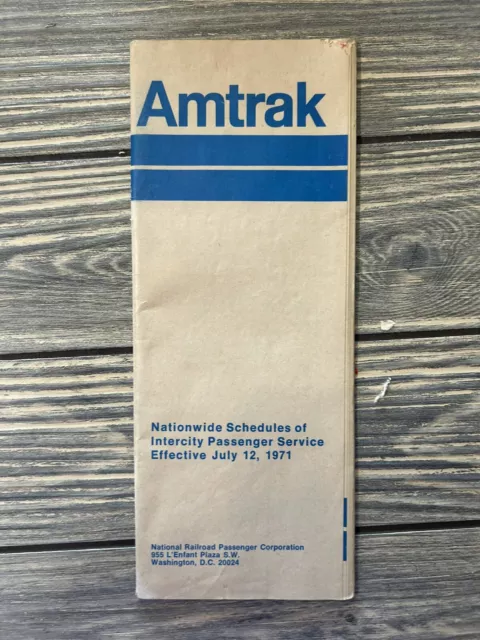 Amtrak
Nationwide Schedules of
Intercity Passenger Service
Effective July 12, 1971
National Railroad Passenger Corporation
955 L'Enfant Plaza S.W.
Washington, D.C. 20024